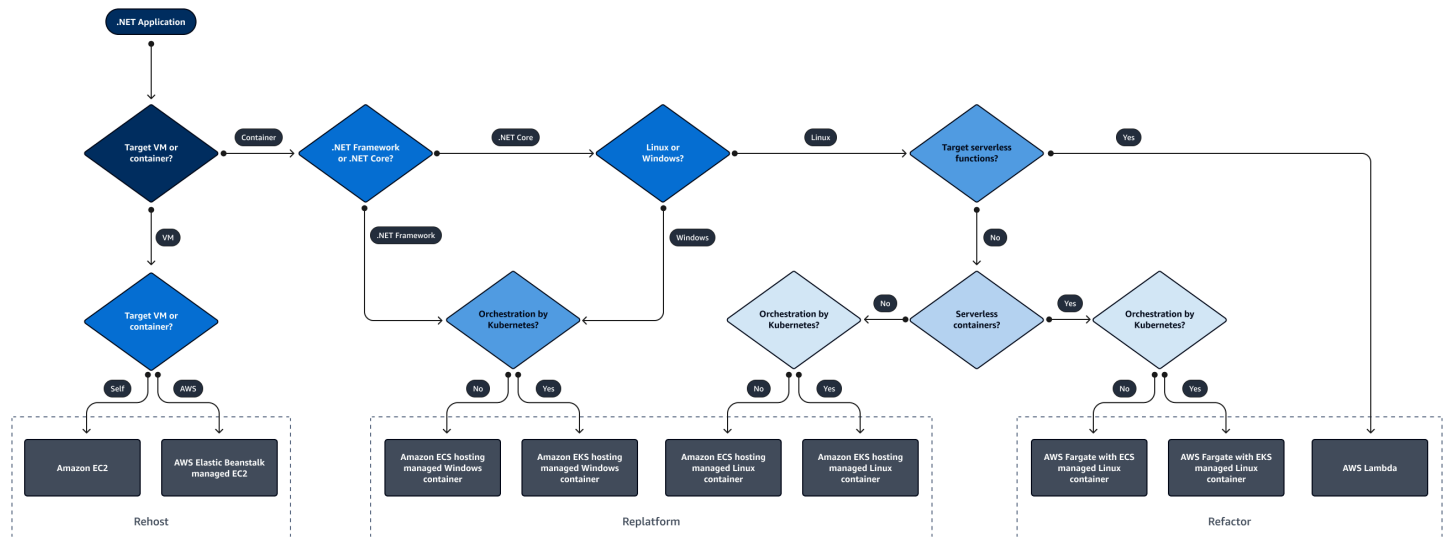 .NET Application
Target VM or
container?
Container
.NET Framework
or .NET Core?
.NET Core
Linux or
Windows?
Linux
Target serverless
functions?
Yes
VM
.NET Framework
Windows
No
Target VM or
container?
Orchestration by
Kubernetes?
Orchestration by
Kubernetes?
No
Serverless
containers?
Yes
Orchestration by
Kubernetes?
Self
AWS
No
Yes
No
Yes
No
Yes
Amazon EC2
AWS Elastic Beanstalk
managed EC2
Amazon ECS hosting
managed Windows
container
Amazon EKS hosting
managed Windows
container
Amazon ECS hosting
managed Linux
container
Amazon EKS hosting
managed Linux
container
AWS Fargate with ECS
managed Linux
container
AWS Fargate with EKS
managed Linux
container
AWS Lambda
Rehost
Replatform
Refactor